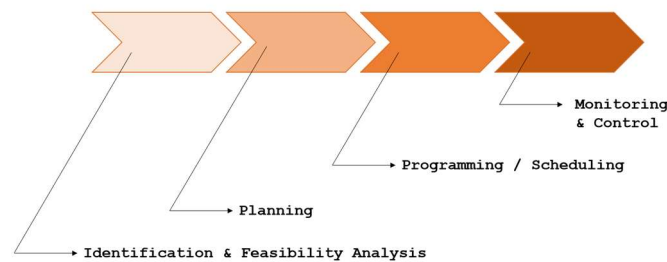 Monitoring
& Control
Programming / Scheduling
Planning
Identification & Feasibility Analysis